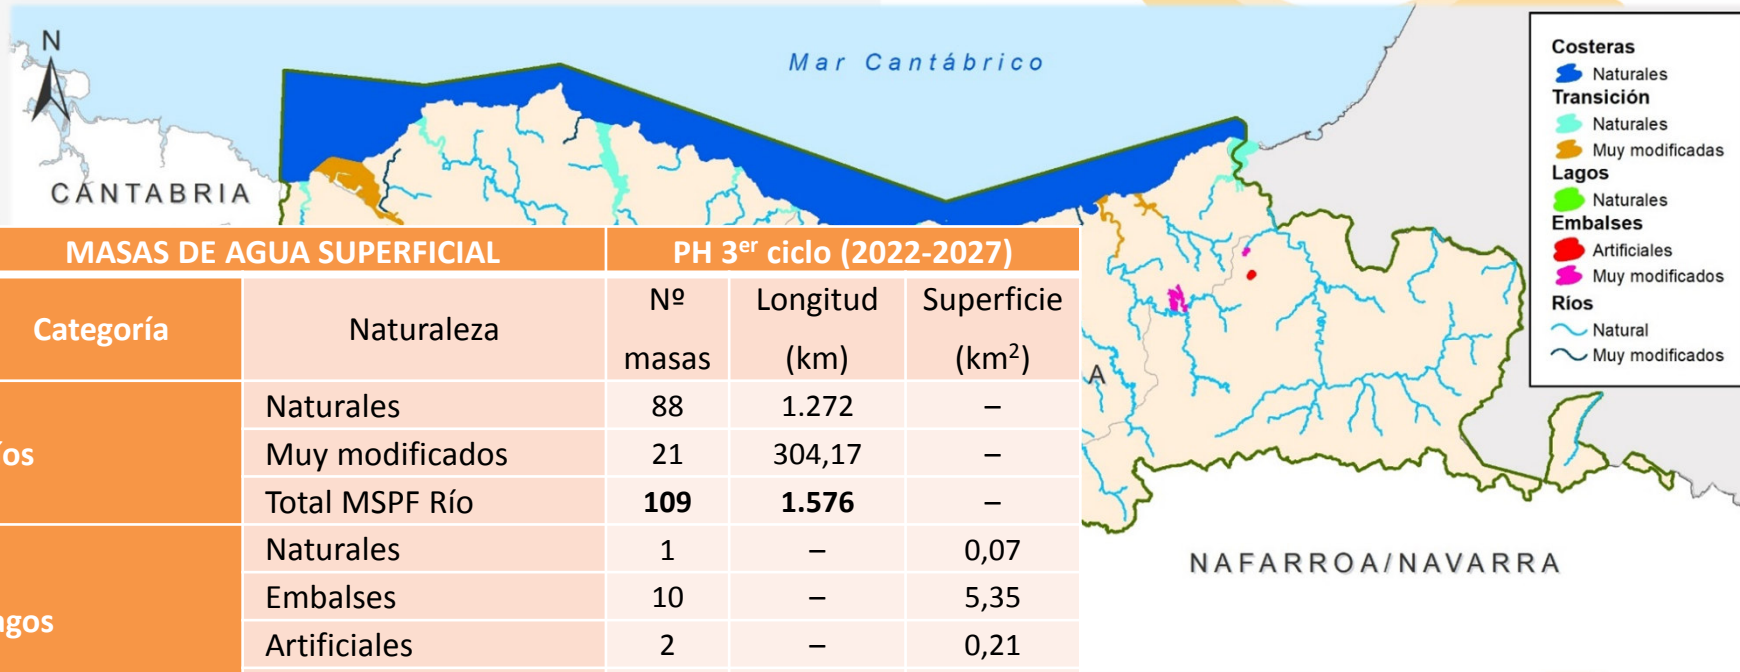 N
Mar Cantábrico
CANTABRIA
Costeras
Naturales
Transición
Naturales
Muy modificadas
Lagos
Naturales
Embalses
Artificiales
Muy modificados
Ríos
Natural
Muy modificados
A
NAFARROA/NAVARRA
MASAS DE AGUA SUPERFICIAL PH 3er ciclo (2022-2027)
Categoría Naturaleza Nº masas Longitud (km) Superficie (km²)
Naturales 88 1.272 –
íos Muy modificados 21 304,17 –
Total MSPF Río 109 1.576 –
Naturales 1 – 0,07
Embalses 10 – 5,35
agos Artificiales 2 – 0,21